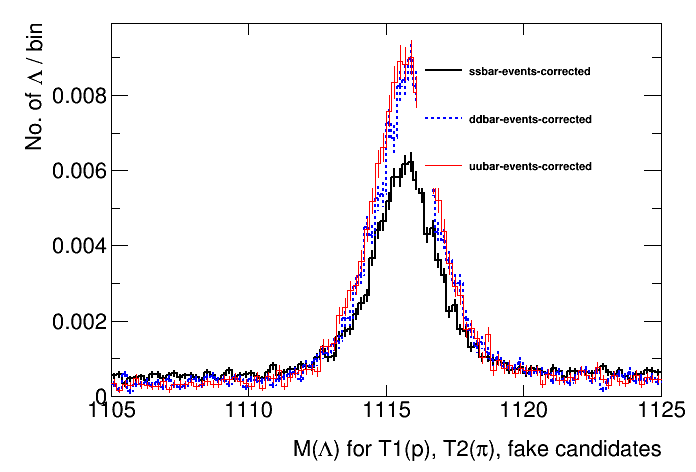 No. of Λ / bin
0.008
0.006
0.004
0.002
0
1105
1110
1115
1120
1125
ssbar-events-corrected
ddbar-events-corrected
uubar-events-corrected
M(Λ) for T1(p), T2(π), fake candidates